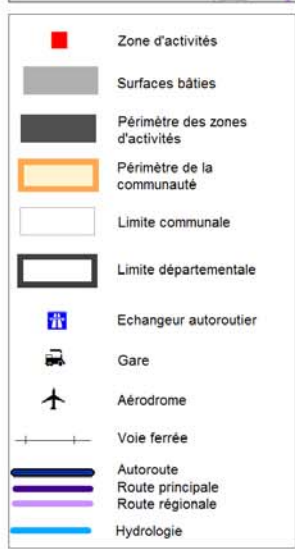 Zone d'activités
Surfaces bâties
Périmètre des zones
d'activités
Périmètre de la
communauté
Limite communale
Limite départementale
Echangeur autoroutier
Gare
Aérodrome
Voie ferrée
Autoroute
Route principale
Route régionale
Hydrologie